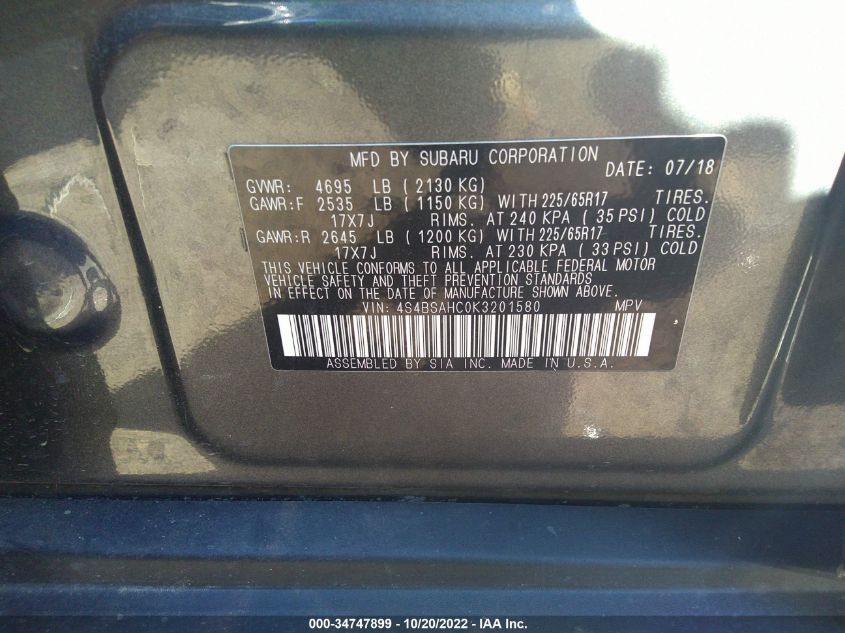 MFD BY SUBARU CORPORATION DATE: 07/18
GVWR: 4695 LB ( 2130 KG)
GAWR:F 2535 LB ( 1150 KG) WITH 225/65R17 TIRES.
17X7J RIMS. AT 240 KPA ( 35 PSI) COLD
GAWR:R 2645 LB ( 1200 KG) WITH 225/65R17 TIRES.
17X7J RIMS. AT 230 KPA ( 33 PSI) COLD
THIS VEHICLE CONFORMS TO ALL APPLICABLE FEDERAL MOTOR
VEHICLE SAFETY AND THEFT PREVENTION STANDARDS
IN EFFECT ON THE DATE OF MANUFACTURE SHOWN ABOVE.
VIN: 4S4BSAHC0K3201580 MPV
ASSEMBLED BY SIA INC. MADE IN U.S.A.
000-34747899 - 10/20/2022 - IAA Inc.